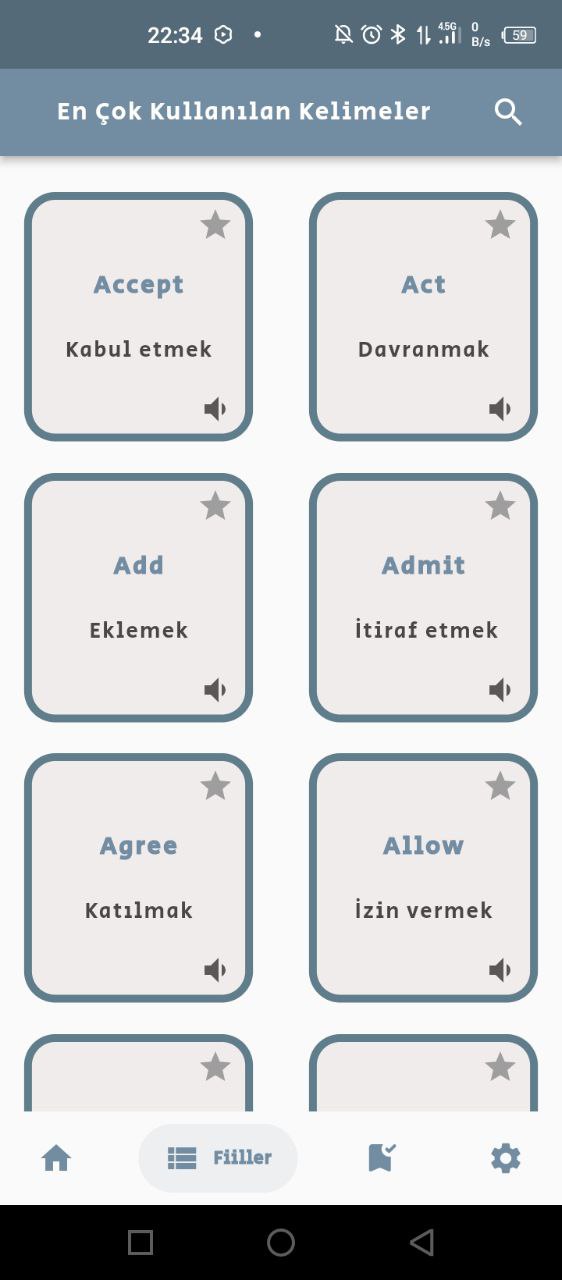 22:34
4.5G
0
B/s
59
En Çok Kullanılan Kelimeler
Accept
Kabul etmek
Act
Davranmak
Add
Eklemek
Admit
İtiraf etmek
Agree
Katılmak
Allow
İzin vermek
Fiiller